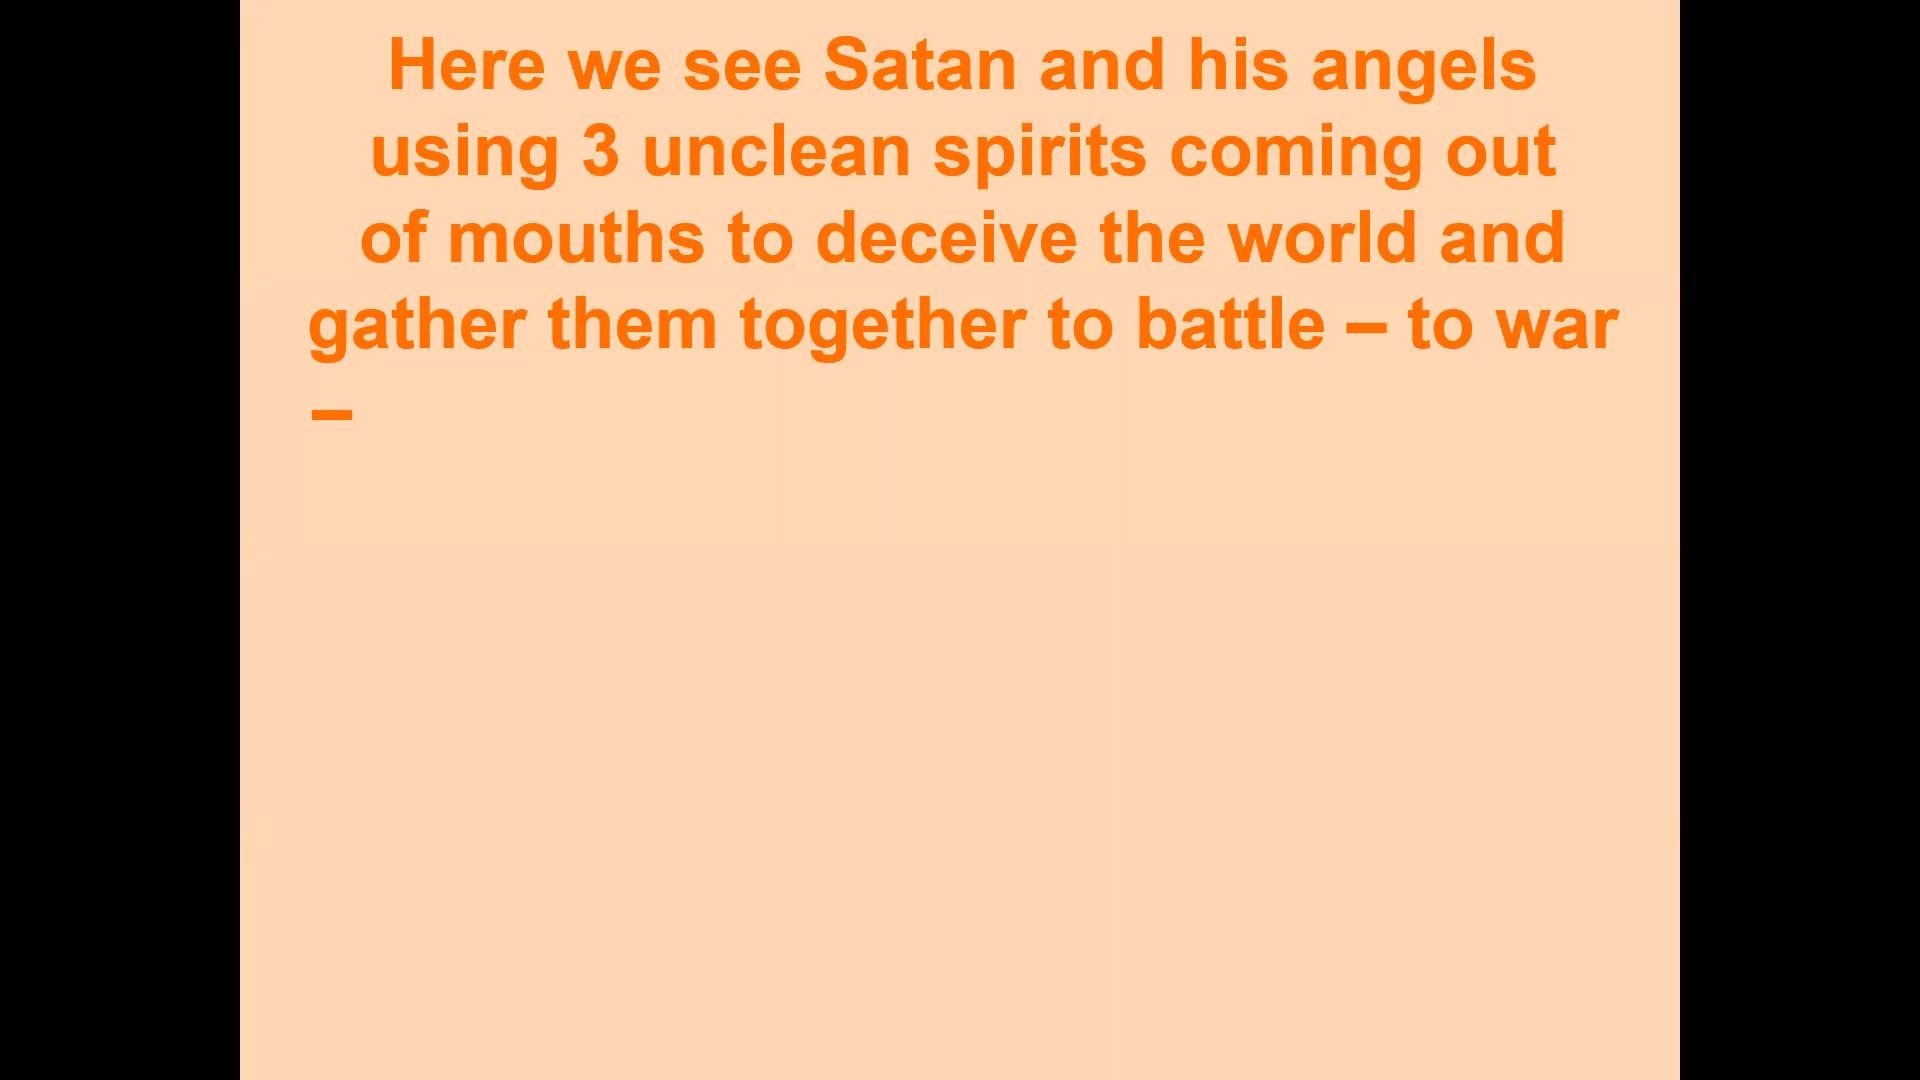 Here we see Satan and his angels
using 3 unclean spirits coming out
of mouths to deceive the world and
gather them together to battle – to war
–